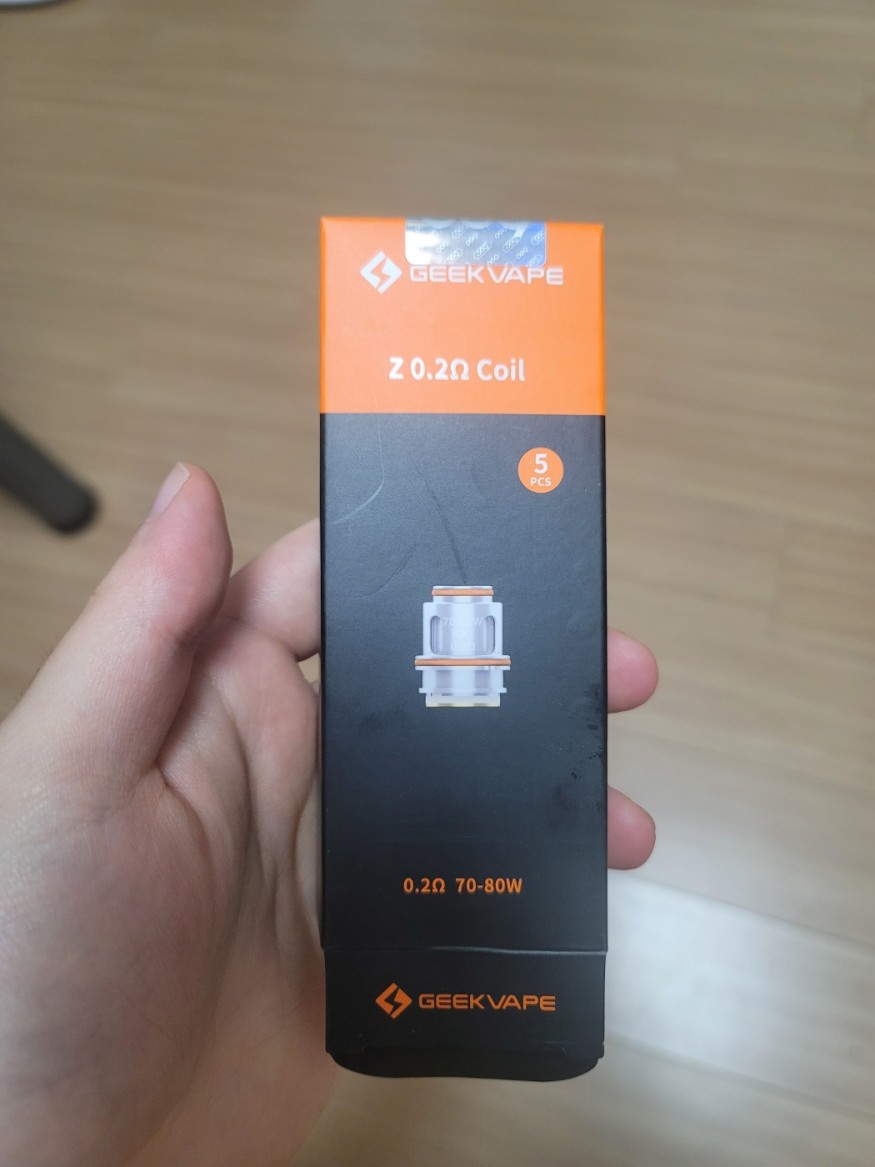 GEEKVAPE
Z 0.2Ω Coil
5
PCS
0.2Ω 70-80W
GEEKVAPE